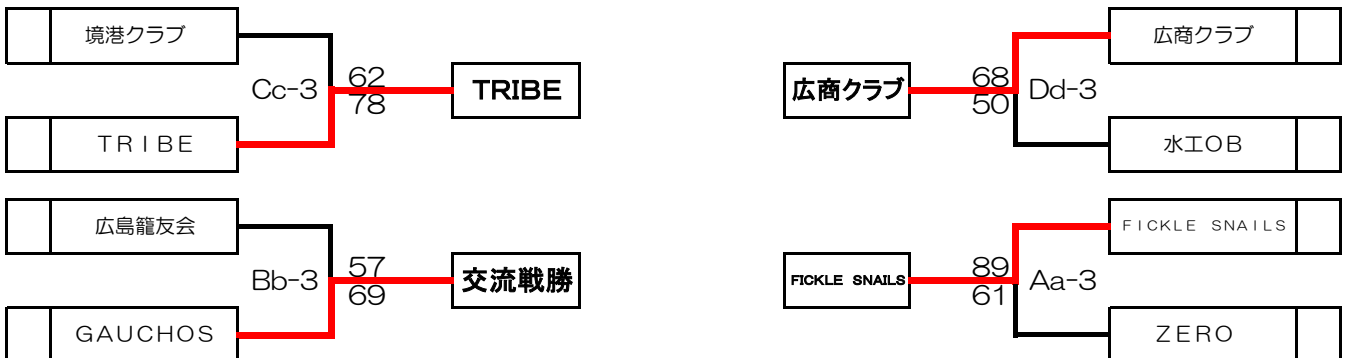 境港クラブ
Cc-3
62
78
TRIBE
TRIBE
広島籠友会
Bb-3
57
69
交流戦勝
GAUCHOS
広商クラブ
68
50
Dd-3
広商クラブ
水工OB
FICKLE SNAILS
89
61
Aa-3
FICKLE SNAILS
ZERO